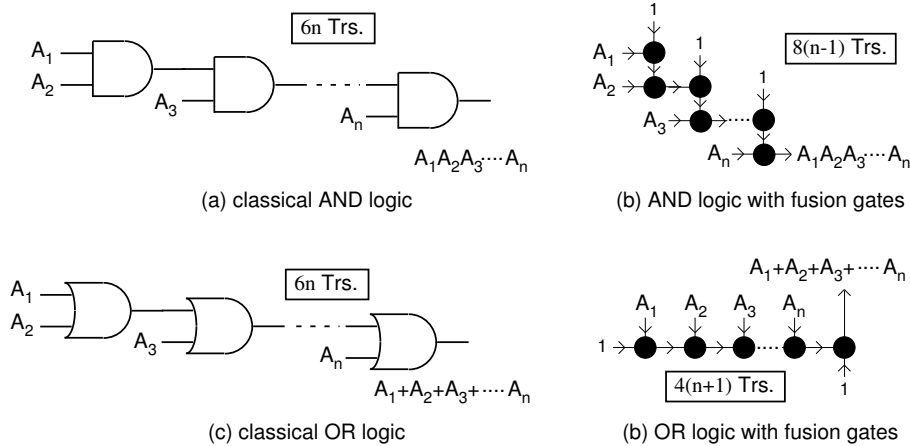 6n Trs.
A1
A2
A3
An
A1A2A3····An
(a) classical AND logic
1
A1
1
8(n-1) Trs.
A2
1
A3
An
A1A2A3····An
(b) AND logic with fusion gates
6n Trs.
A1
A2
A3
An
A1+A2+A3+····An
(c) classical OR logic
A1+A2+A3+····An
A1 A2 A3 An
1
4(n+1) Trs.
1
(b) OR logic with fusion gates